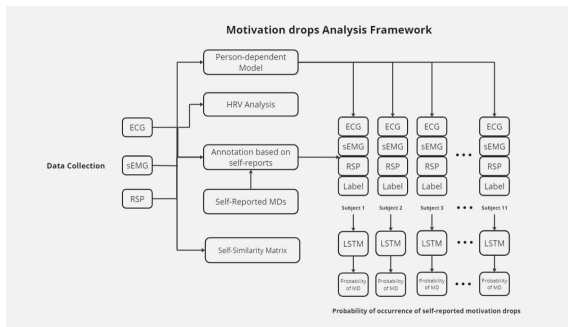 Motivation drops Analysis Framework
Person-dependent
Model
HRV Analysis
ECG
Annotation based on
self-reports
Data Collection
sEMG
Self-Reported MDs
RSP
Self-Similarity Matrix
ECG ECG ECG ECG
sEMG sEMG sEMG sEMG
RSP RSP RSP ••• RSP
Label Label Label Label
Subject 1 Subject 2 Subject 3 ••• Subject 11
LSTM LSTM LSTM ••• LSTM
Probability Probability Probability ••• Probability
of MD of MD of MD of MD
Probability of occurrence of self-reported motivation drops